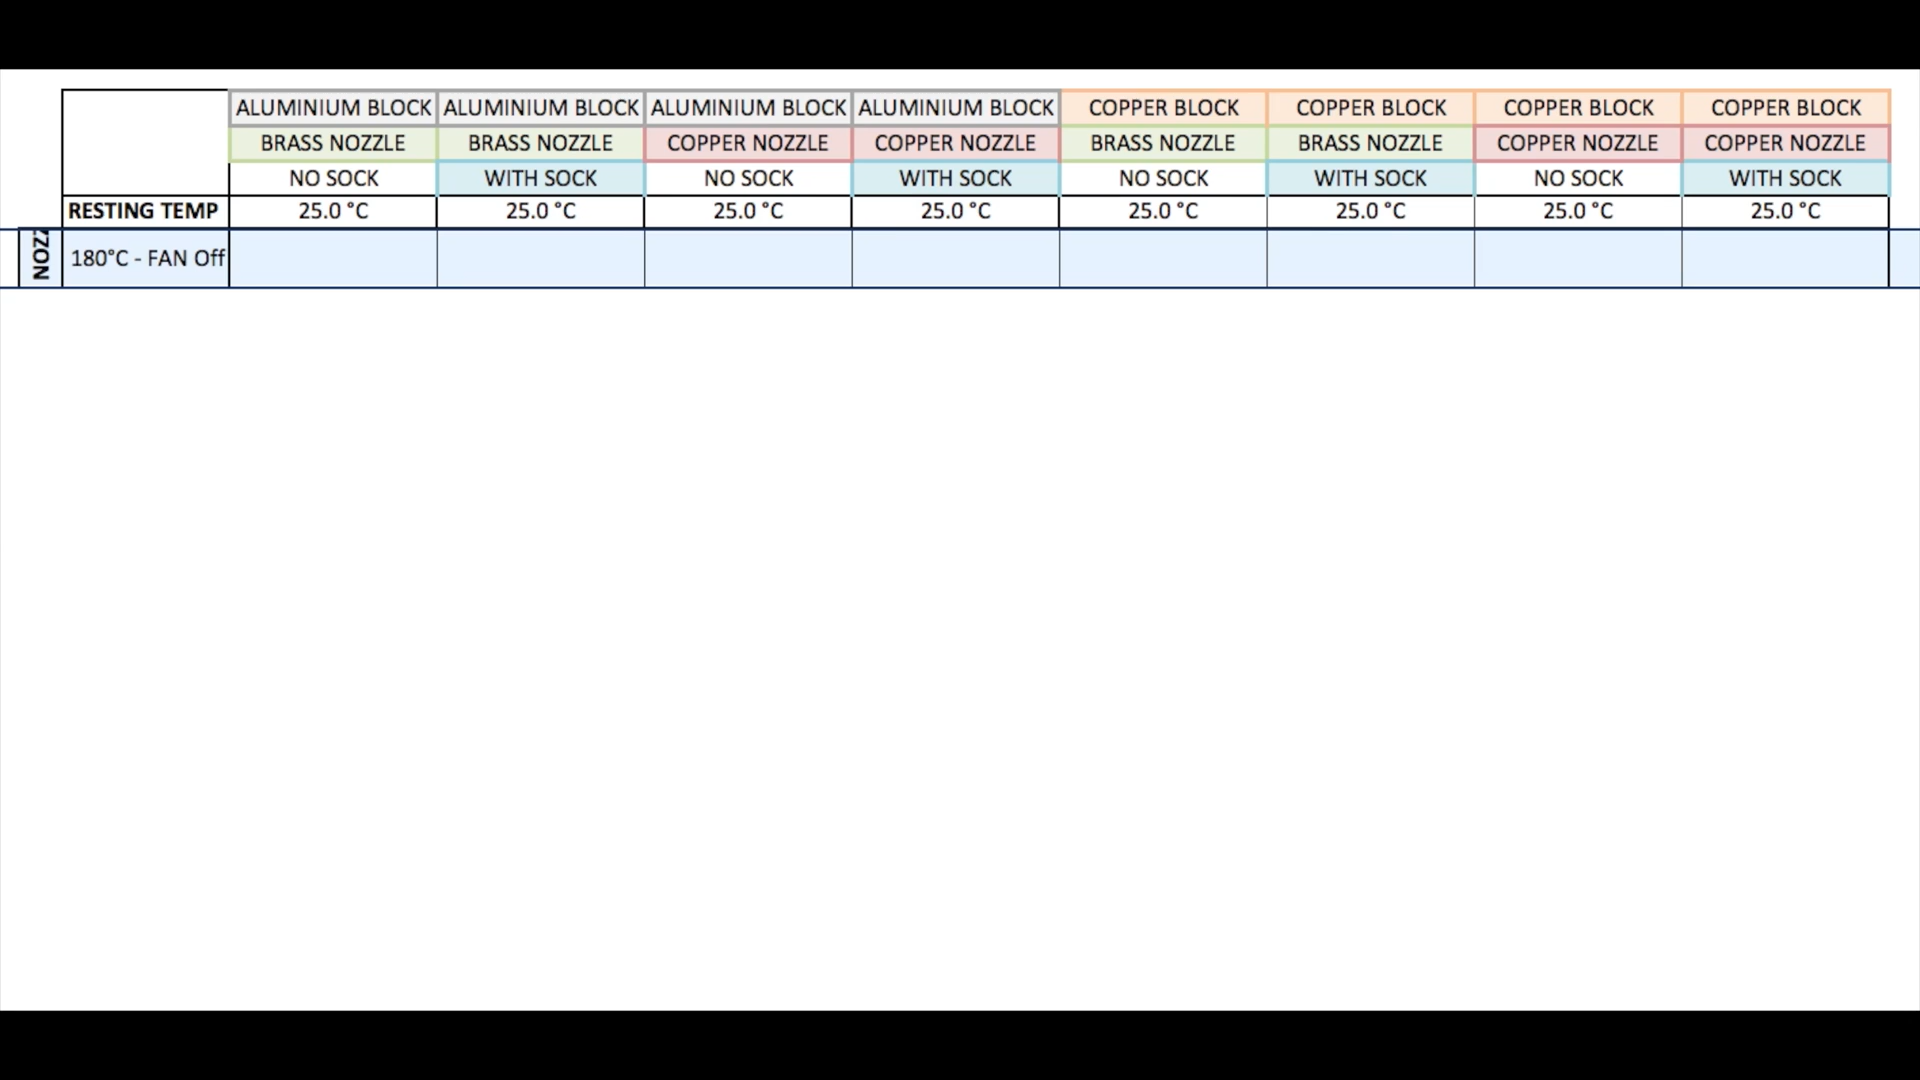 ALUMINIUM BLOCK ALUMINIUM BLOCK ALUMINIUM BLOCK ALUMINIUM BLOCK COPPER BLOCK COPPER BLOCK COPPER BLOCK COPPER BLOCK
BRASS NOZZLE BRASS NOZZLE COPPER NOZZLE COPPER NOZZLE BRASS NOZZLE BRASS NOZZLE COPPER NOZZLE COPPER NOZZLE
NO SOCK WITH SOCK NO SOCK WITH SOCK NO SOCK WITH SOCK NO SOCK WITH SOCK
RESTING TEMP 25.0 °C 25.0 °C 25.0 °C 25.0 °C 25.0 °C 25.0 °C 25.0 °C 25.0 °C
180°C - FAN Off